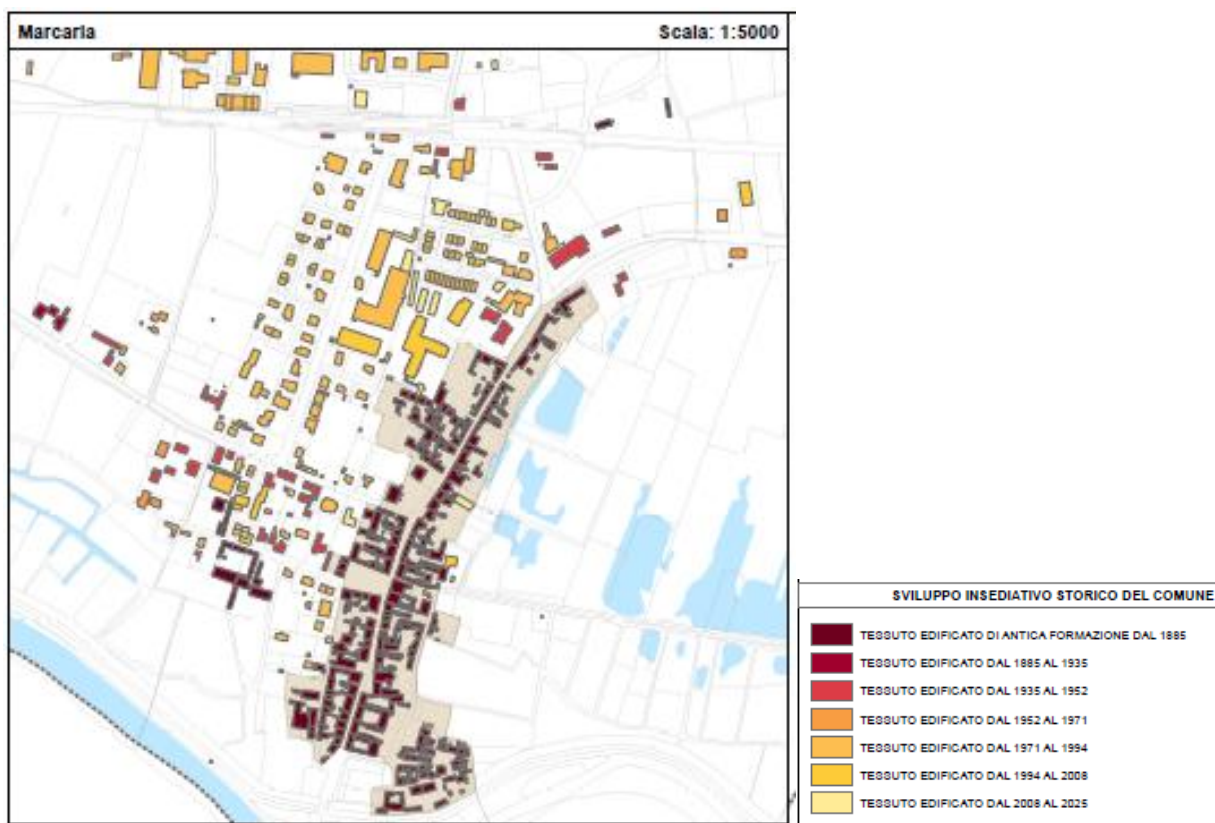 Marcaria
Scala: 1:5000
SVILUPPO INSEDIATIVO STORICO DEL COMUNE
TESSUTO EDIFICATO DI ANTICA FORMAZIONE DAL 1885
TESSUTO EDIFICATO DAL 1885 AL 1935
TESSUTO EDIFICATO DAL 1935 AL 1952
TESSUTO EDIFICATO DAL 1952 AL 1971
TESSUTO EDIFICATO DAL 1971 AL 1994
TESSUTO EDIFICATO DAL 1994 AL 2008
TESSUTO EDIFICATO DAL 2008 AL 2025